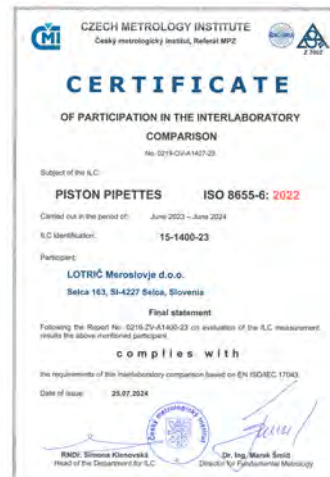 CMI
CZECH METROLOGY INSTITUTE
Český metrologický institut, Referát MPZ
CERTIFICATE
OF PARTICIPATION IN THE INTERLABORATORY
COMPARISON
Subject of the ILC:
PISTON PIPETTES ISO 8655-6: 2022
Carried out in the period of: June 2023 – June 2024
ILC Identification: 15-1400-23
Participant:
LOTRIČ Meroslovje d.o.o.
Selca 163, SI-4227 Selca, Slovenia
Final statement
Following the Report No. 0216-ZV-A1400-23 on evaluation of the ILC measurement
results the above mentioned participant
complies with
the requirements of this interlaboratory comparison based on EN ISO/IEC 17043.
Date of issue: 25.07.2024
Český metrologický institut
RNDr. Simona Klenovská Dr. Ing. Marek Šmíd
Head of the Department for ILC Director for Fundamental Metrology